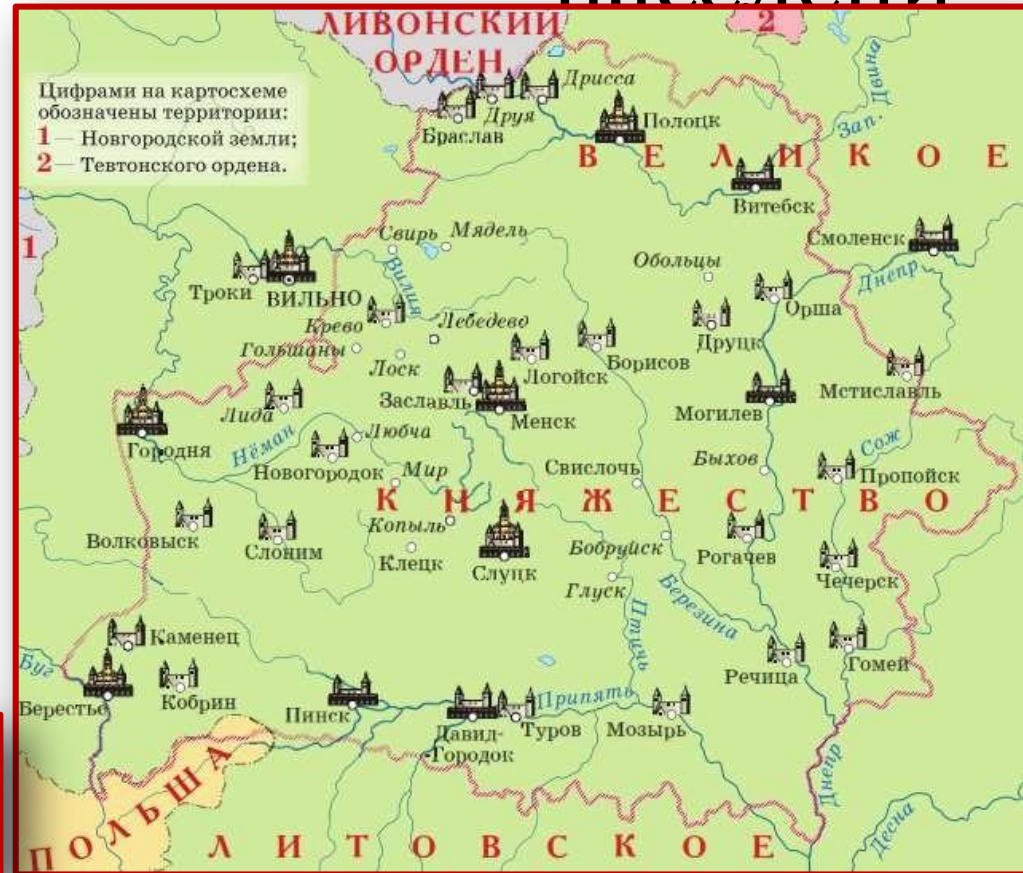 ЛИВОНСКИЙ
ОРДЕН
2
Цифрами на картосхеме
обозначены территории:
1 — Новгородской земли;
2 — Тевтонского ордена.
Дрисса
Друя
Браслав
Полоцк
Зап. Двина
ВЕЛИКОЕ
Витебск
1
Свирь
Мядель
Смоленск
Обольцы
Днепр
Троки
ВИЛЬНО
Вилия
Орша
Крево
Лебедево
Друцк
Гольшаны
Лоск
Логойск
Борисов
Мстиславль
Заславль
Менск
Могилев
Лида
Городня
Нёман
Любча
Сож
Новогородок
Мир
Свислочь
Быхов
Пропойск
КНЯЖЕСТВО
Копыль
Волковыск
Слоним
Клецк
Слуцк
Бобруйск
Рогачев
Чечерск
Глуск
Березина
Птичь
Каменец
Буг
Гомей
Речица
Берестье
Кобрин
Пинск
Припять
Давид-
Городок
Туров
Мозырь
Днепр
ПОЛЬША
ЛИТОВСКОЕ
Десна